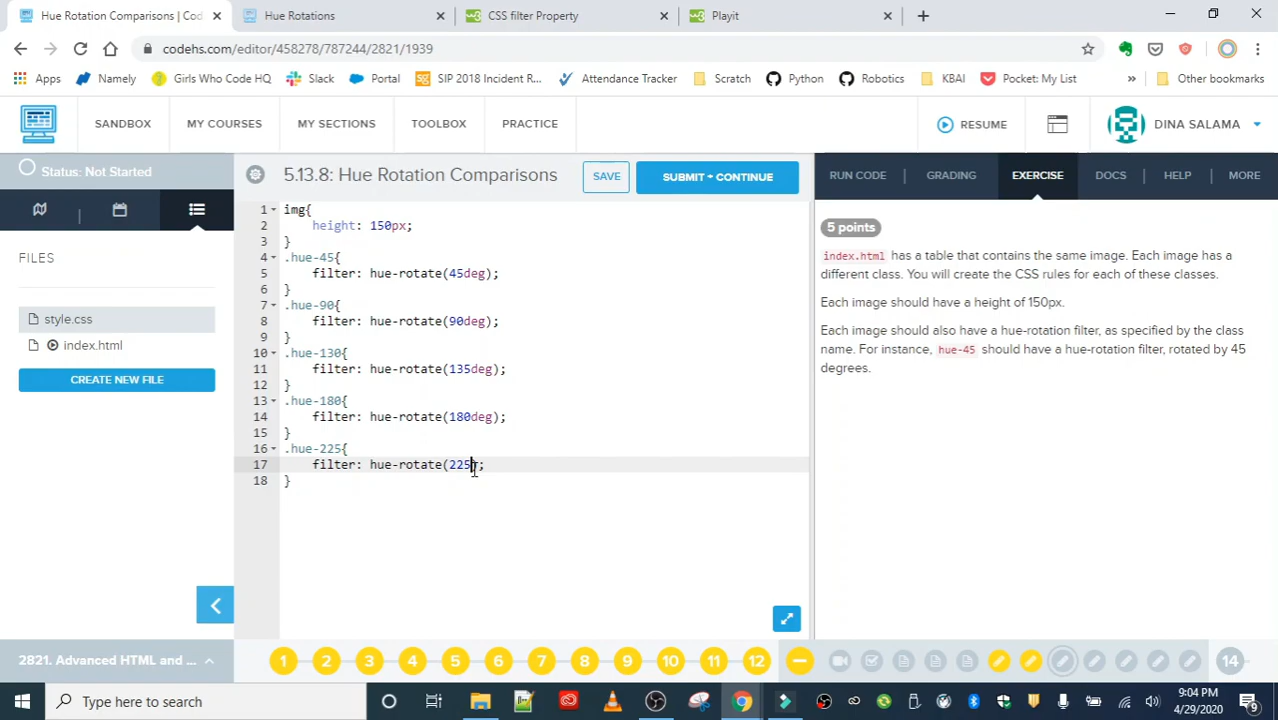 Hue Rotation Comparisons | Cod
Hue Rotations
CSS filter Property
Playit
codehs.com/editor/458278/787244/2821/1939
Apps
Namely
Girls Who Code HQ
Slack
Portal
SIP 2018 Incident R...
Attendance Tracker
Scratch
Python
Robotics
KBAI
Pocket: My List
»
Other bookmarks
SANDBOX
MY COURSES
MY SECTIONS
TOOLBOX
PRACTICE
RESUME
DINA SALAMA
Status: Not Started
5.13.8: Hue Rotation Comparisons
SAVE
SUBMIT + CONTINUE
RUN CODE
GRADING
EXERCISE
DOCS
HELP
MORE
FILES
style.css
index.html
CREATE NEW FILE
1 img{
2 height: 150px;
3 }
4 .hue-45{
5 filter: hue-rotate(45deg);
6 }
7 .hue-90{
8 filter: hue-rotate(90deg);
9 }
10 .hue-130{
11 filter: hue-rotate(135deg);
12 }
13 .hue-180{
14 filter: hue-rotate(180deg);
15 }
16 .hue-225{
17 filter: hue-rotate(225);
18 }
5 points
index.html has a table that contains the same image. Each image has a
different class. You will create the CSS rules for each of these classes.
Each image should have a height of 150px.
Each image should also have a hue-rotation filter, as specified by the class
name. For instance, hue-45 should have a hue-rotation filter, rotated by 45
degrees.
2821. Advanced HTML and ...
1 2 3 4 5 6 7 8 9 10 11 12 14
Type here to search
9:04 PM
4/29/2020
9